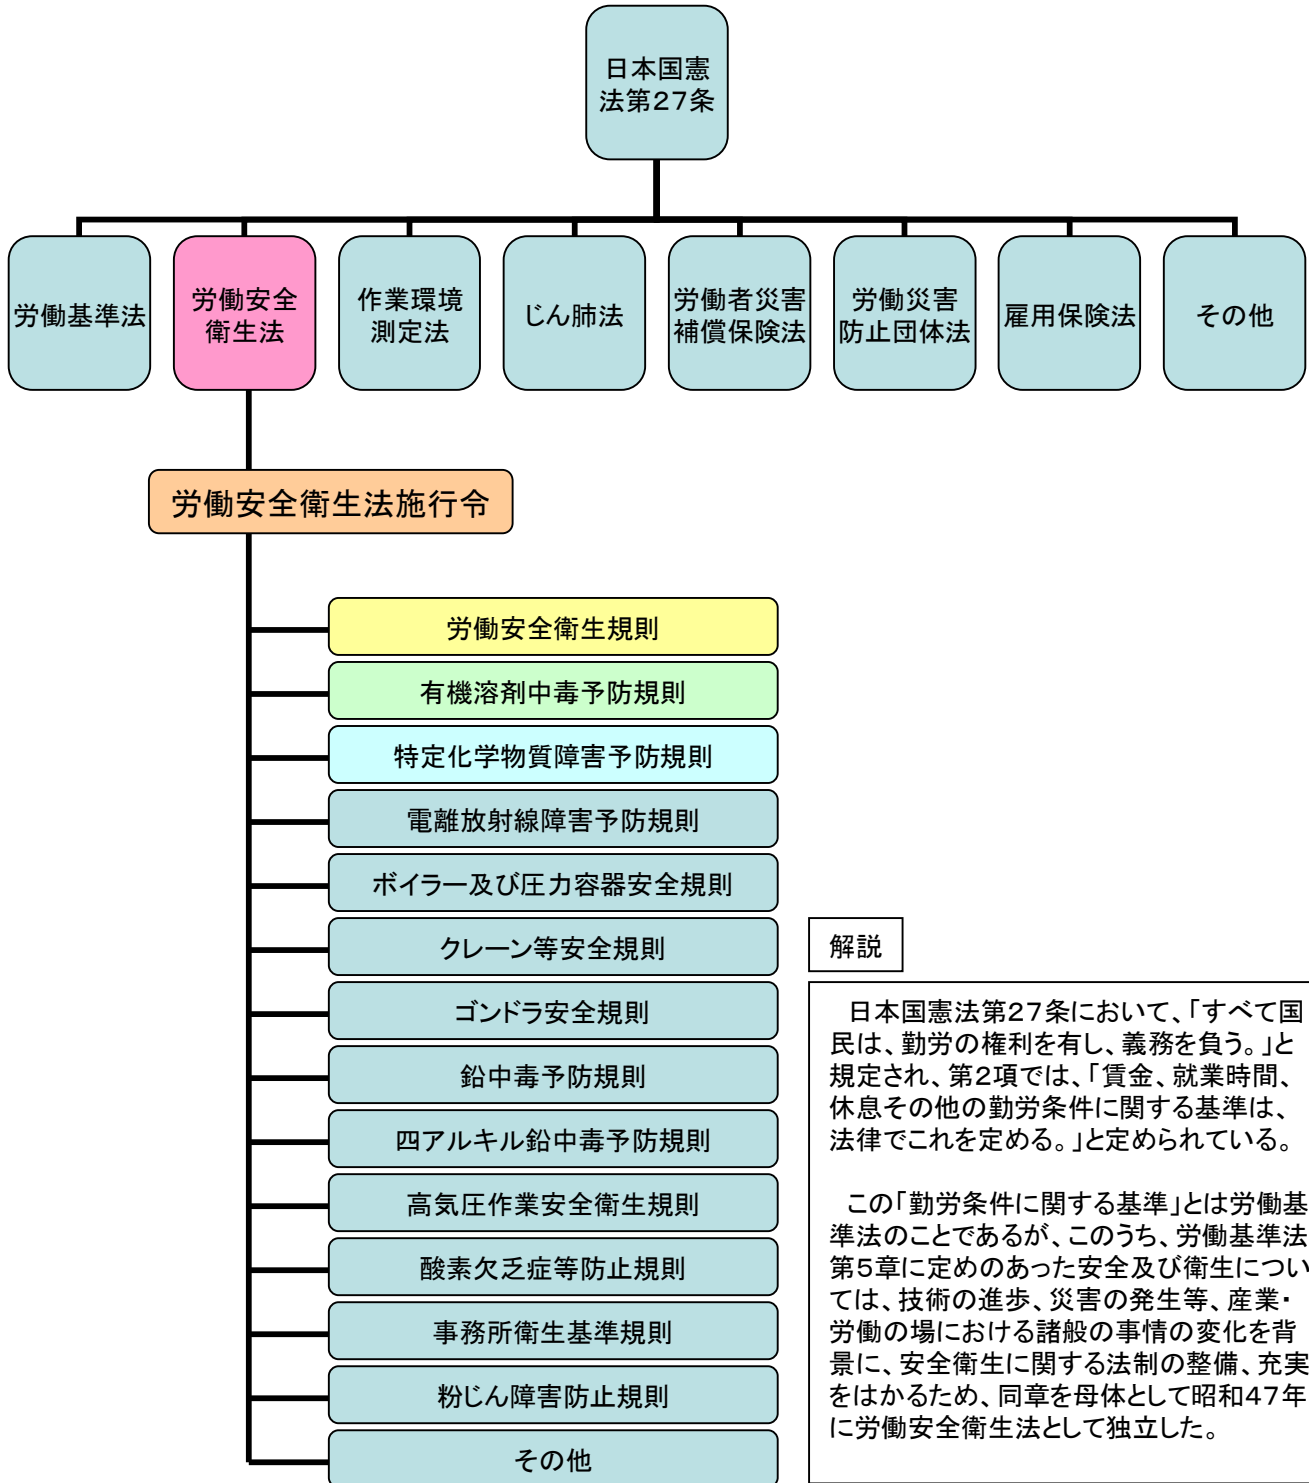 日本国憲
法第27条
労働基準法
労働安全
衛生法
作業環境
測定法
じん肺法
労働者災害
補償保険法
労働災害
防止団体法
雇用保険法
その他
労働安全衛生法施行令
労働安全衛生規則
有機溶剤中毒予防規則
特定化学物質障害予防規則
電離放射線障害予防規則
ボイラー及び圧力容器安全規則
クレーン等安全規則
ゴンドラ安全規則
鉛中毒予防規則
四アルキル鉛中毒予防規則
高気圧作業安全衛生規則
酸素欠乏症等防止規則
事務所衛生基準規則
粉じん障害防止規則
その他
解説
日本国憲法第27条において、「すべて国
民は、勤労の権利を有し、義務を負う。」と
規定され、第2項では、「賃金、就業時間、
休息その他の勤労条件に関する基準は、
法律でこれを定める。」と定められている。
この「勤労条件に関する基準」とは労働基
準法のことであるが、このうち、労働基準法
第5章に定めのあった安全及び衛生につい
ては、技術の進歩、災害の発生等、産業・
労働の場における諸般の事情の変化を背
景に、安全衛生に関する法制の整備、充実
をはかるため、同章を母体として昭和47年
に労働安全衛生法として独立した。